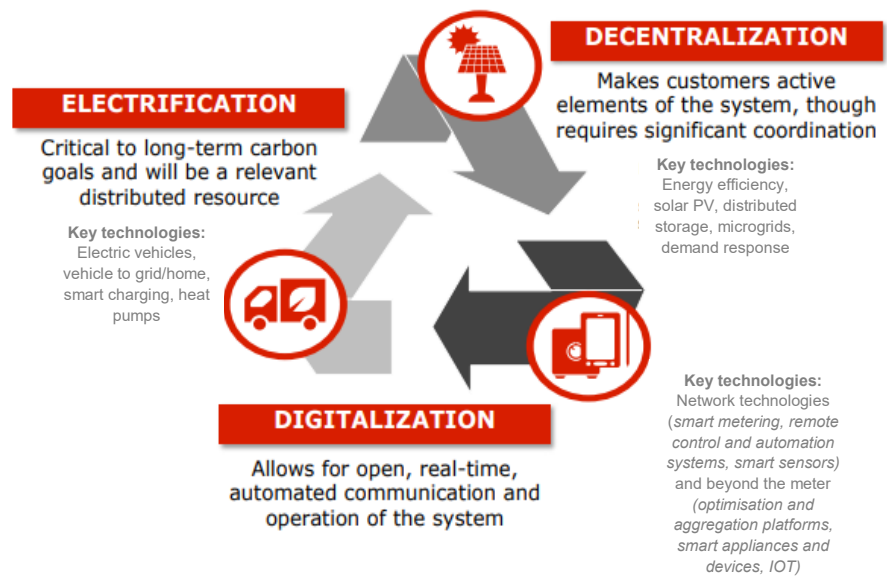 DECENTRALIZATION
Makes customers active
elements of the system, though
requires significant coordination
Key technologies:
Energy efficiency,
solar PV, distributed
storage, microgrids,
demand response
ELECTRIFICATION
Critical to long-term carbon
goals and will be a relevant
distributed resource
Key technologies:
Electric vehicles,
vehicle to grid/home,
smart charging, heat
pumps
DIGITALIZATION
Allows for open, real-time,
automated communication and
operation of the system
Key technologies:
Network technologies
(smart metering, remote
control and automation
systems, smart sensors)
and beyond the meter
(optimisation and
aggregation platforms,
smart appliances and
devices, IOT)